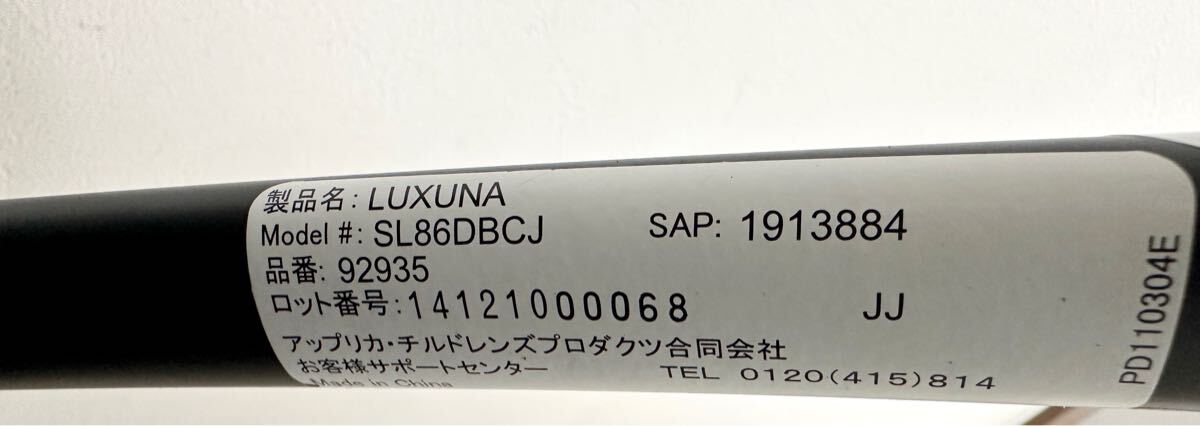 製品名: LUXUNA
Model #: SL86DBCJ SAP: 1913884
品番: 92935
ロット番号: 14121000068 JJ
アップリカ・チルドレンズプロダクツ合同会社
お客様サポートセンター TEL 0120(415)814
Made in China
PD110304E